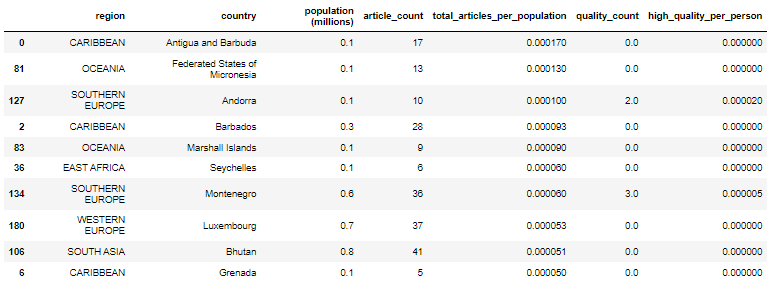 region country population (millions) article_count total_articles_per_population quality_count high_quality_per_person
0 CARIBBEAN Antigua and Barbuda 0.1 17 0.000170 0.0 0.000000
81 OCEANIA Federated States of Micronesia 0.1 13 0.000130 0.0 0.000000
127 SOUTHERN EUROPE Andorra 0.1 10 0.000100 2.0 0.000020
2 CARIBBEAN Barbados 0.3 28 0.000093 0.0 0.000000
83 OCEANIA Marshall Islands 0.1 9 0.000090 0.0 0.000000
36 EAST AFRICA Seychelles 0.1 6 0.000060 0.0 0.000000
134 SOUTHERN EUROPE Montenegro 0.6 36 0.000060 3.0 0.000005
180 WESTERN EUROPE Luxembourg 0.7 37 0.000053 0.0 0.000000
106 SOUTH ASIA Bhutan 0.8 41 0.000051 0.0 0.000000
6 CARIBBEAN Grenada 0.1 5 0.000050 0.0 0.000000